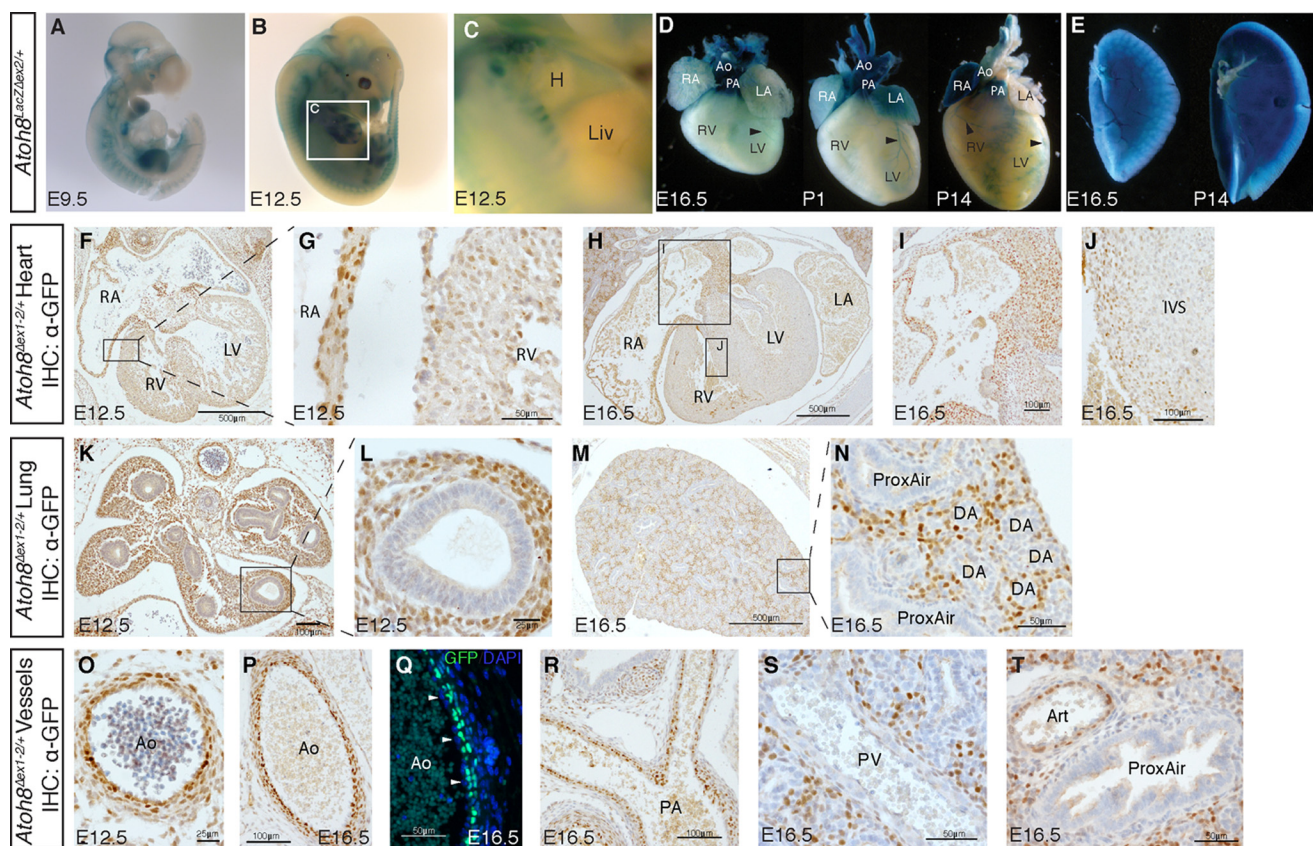 Atoh8LacZΔex2/+
A
E9.5
B
C
E12.5
C
H
Liv
E12.5
D
Ao
RA
PA
LA
RV
LV
E16.5
Ao
RA
PA
LA
RV
LV
P1
Ao
RA
PA
LA
RV
LV
P14
E
E16.5
P14
Atoh8Δex1-2/+ Heart
IHC: α-GFP
F
RA
LV
RV
E12.5
500µm
G
RA
RV
E12.5
50µm
H
I
LA
RA
LV
J
RV
E16.5
500µm
I
E16.5
100µm
J
IVS
E16.5
100µm
Atoh8Δex1-2/+ Lung
IHC: α-GFP
K
E12.5
100µm
L
E12.5
25µm
M
E16.5
500µm
N
ProxAir
DA
DA
DA
DA
DA
ProxAir
E16.5
50µm
Atoh8Δex1-2/+ Vessels
IHC: α-GFP
O
Ao
E12.5
25µm
P
Ao
100µm
E16.5
Q
GFP DAPI
Ao
50µm
E16.5
R
PA
E16.5
100µm
S
PV
E16.5
50µm
T
Art
ProxAir
E16.5
50µm